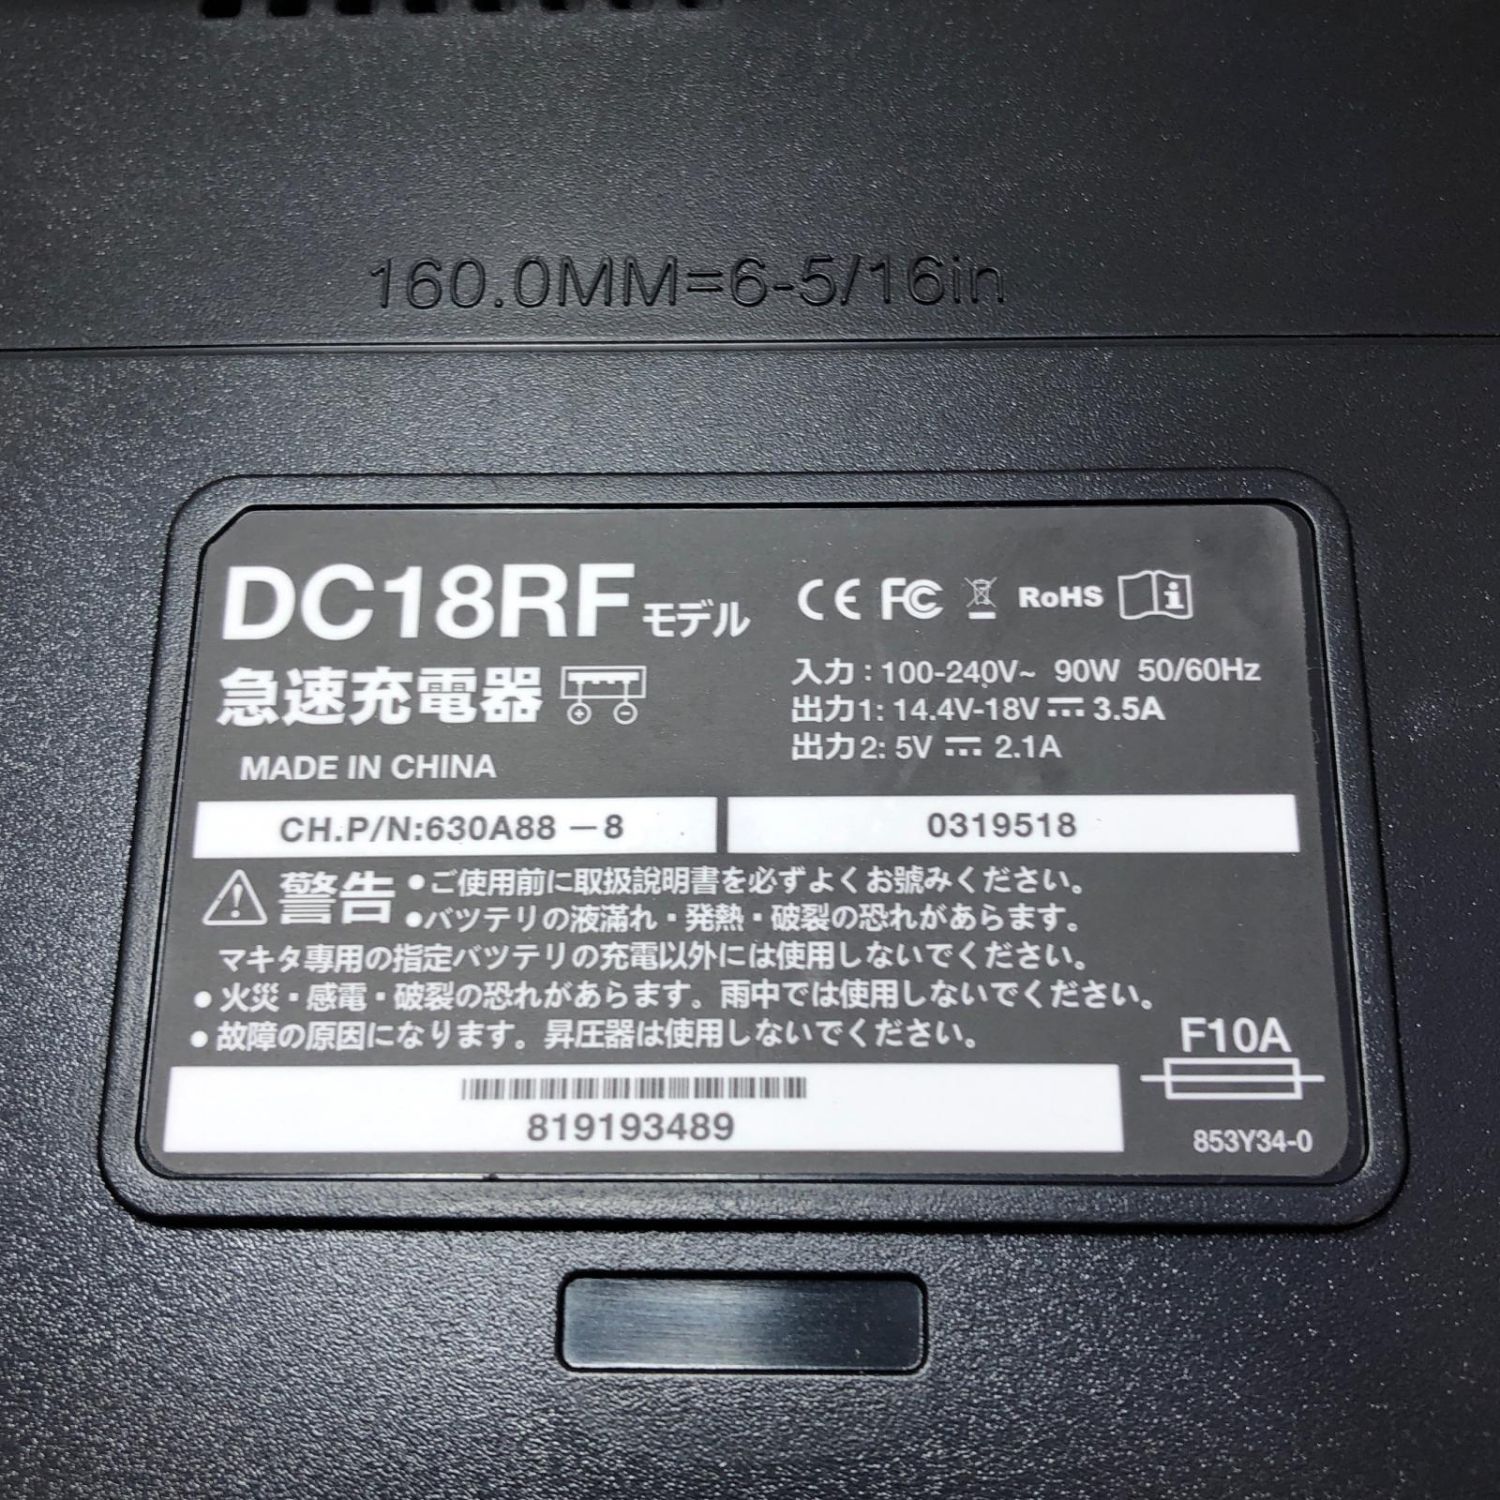 160.0MM=6-5/16in
DC18RF モデル
急速充電器
MADE IN CHINA
CE FC RoHS
入力 : 100-240V~ 90W 50/60Hz
出力1: 14.4V-18V⎓3.5A
出力2: 5V ⎓ 2.1A
CH.P/N:630A88－8
0319518
警告 ●ご使用前に取扱説明書を必ずよくお號みください。
●バツテリの液滿れ・発熱・破裂の恐れがあらます。
マキタ専用の指定バツテリの充電以外には使用しないでください。
●火災・感電・破裂の恐れがあらます。雨中では使用しないでください。
●故障の原因になります。昇圧器は使用しないでください。
F10A
819193489
853Y34-0